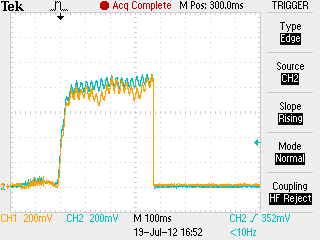 Tek Acq Complete M Pos: 300.0ms TRIGGER
Type
Edge
Source
CH2
Slope
Rising
Mode
Normal
Coupling
HF Reject
2
CH1 200mV CH2 200mV M 100ms CH2 352mV
19-Jul-12 16:52 <10Hz